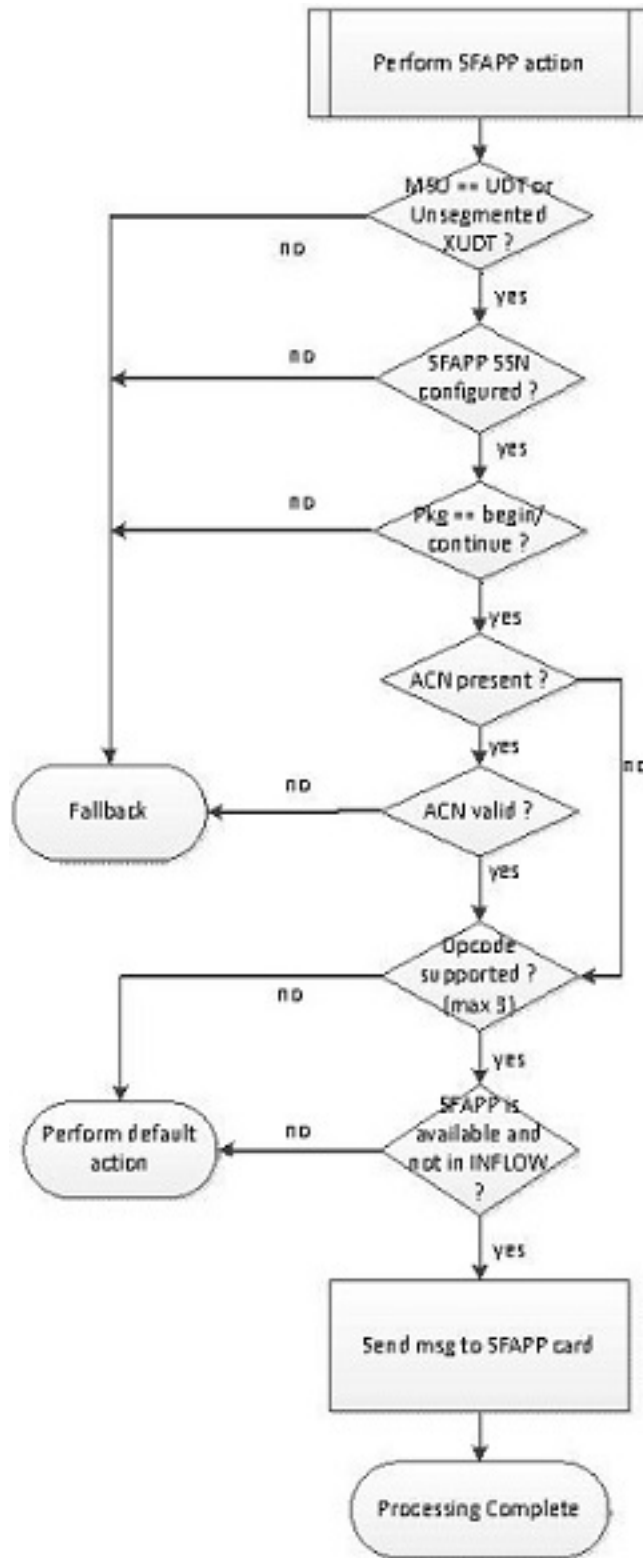 Perform SFAPP action
MSU == UDT or
Unsegmented
XUDT ?
no
yes
SFAPP SSN
configured ?
no
yes
Pkg == begin/
continue ?
no
yes
ACN present ?
no
yes
Fallback
no
ACN valid ?
yes
Opcode
supported ?
(max 3)
no
yes
Perform default
action
no
SFAPP is
available and
not in INFLOW
?
yes
Send msg to SFAPP card
Processing Complete